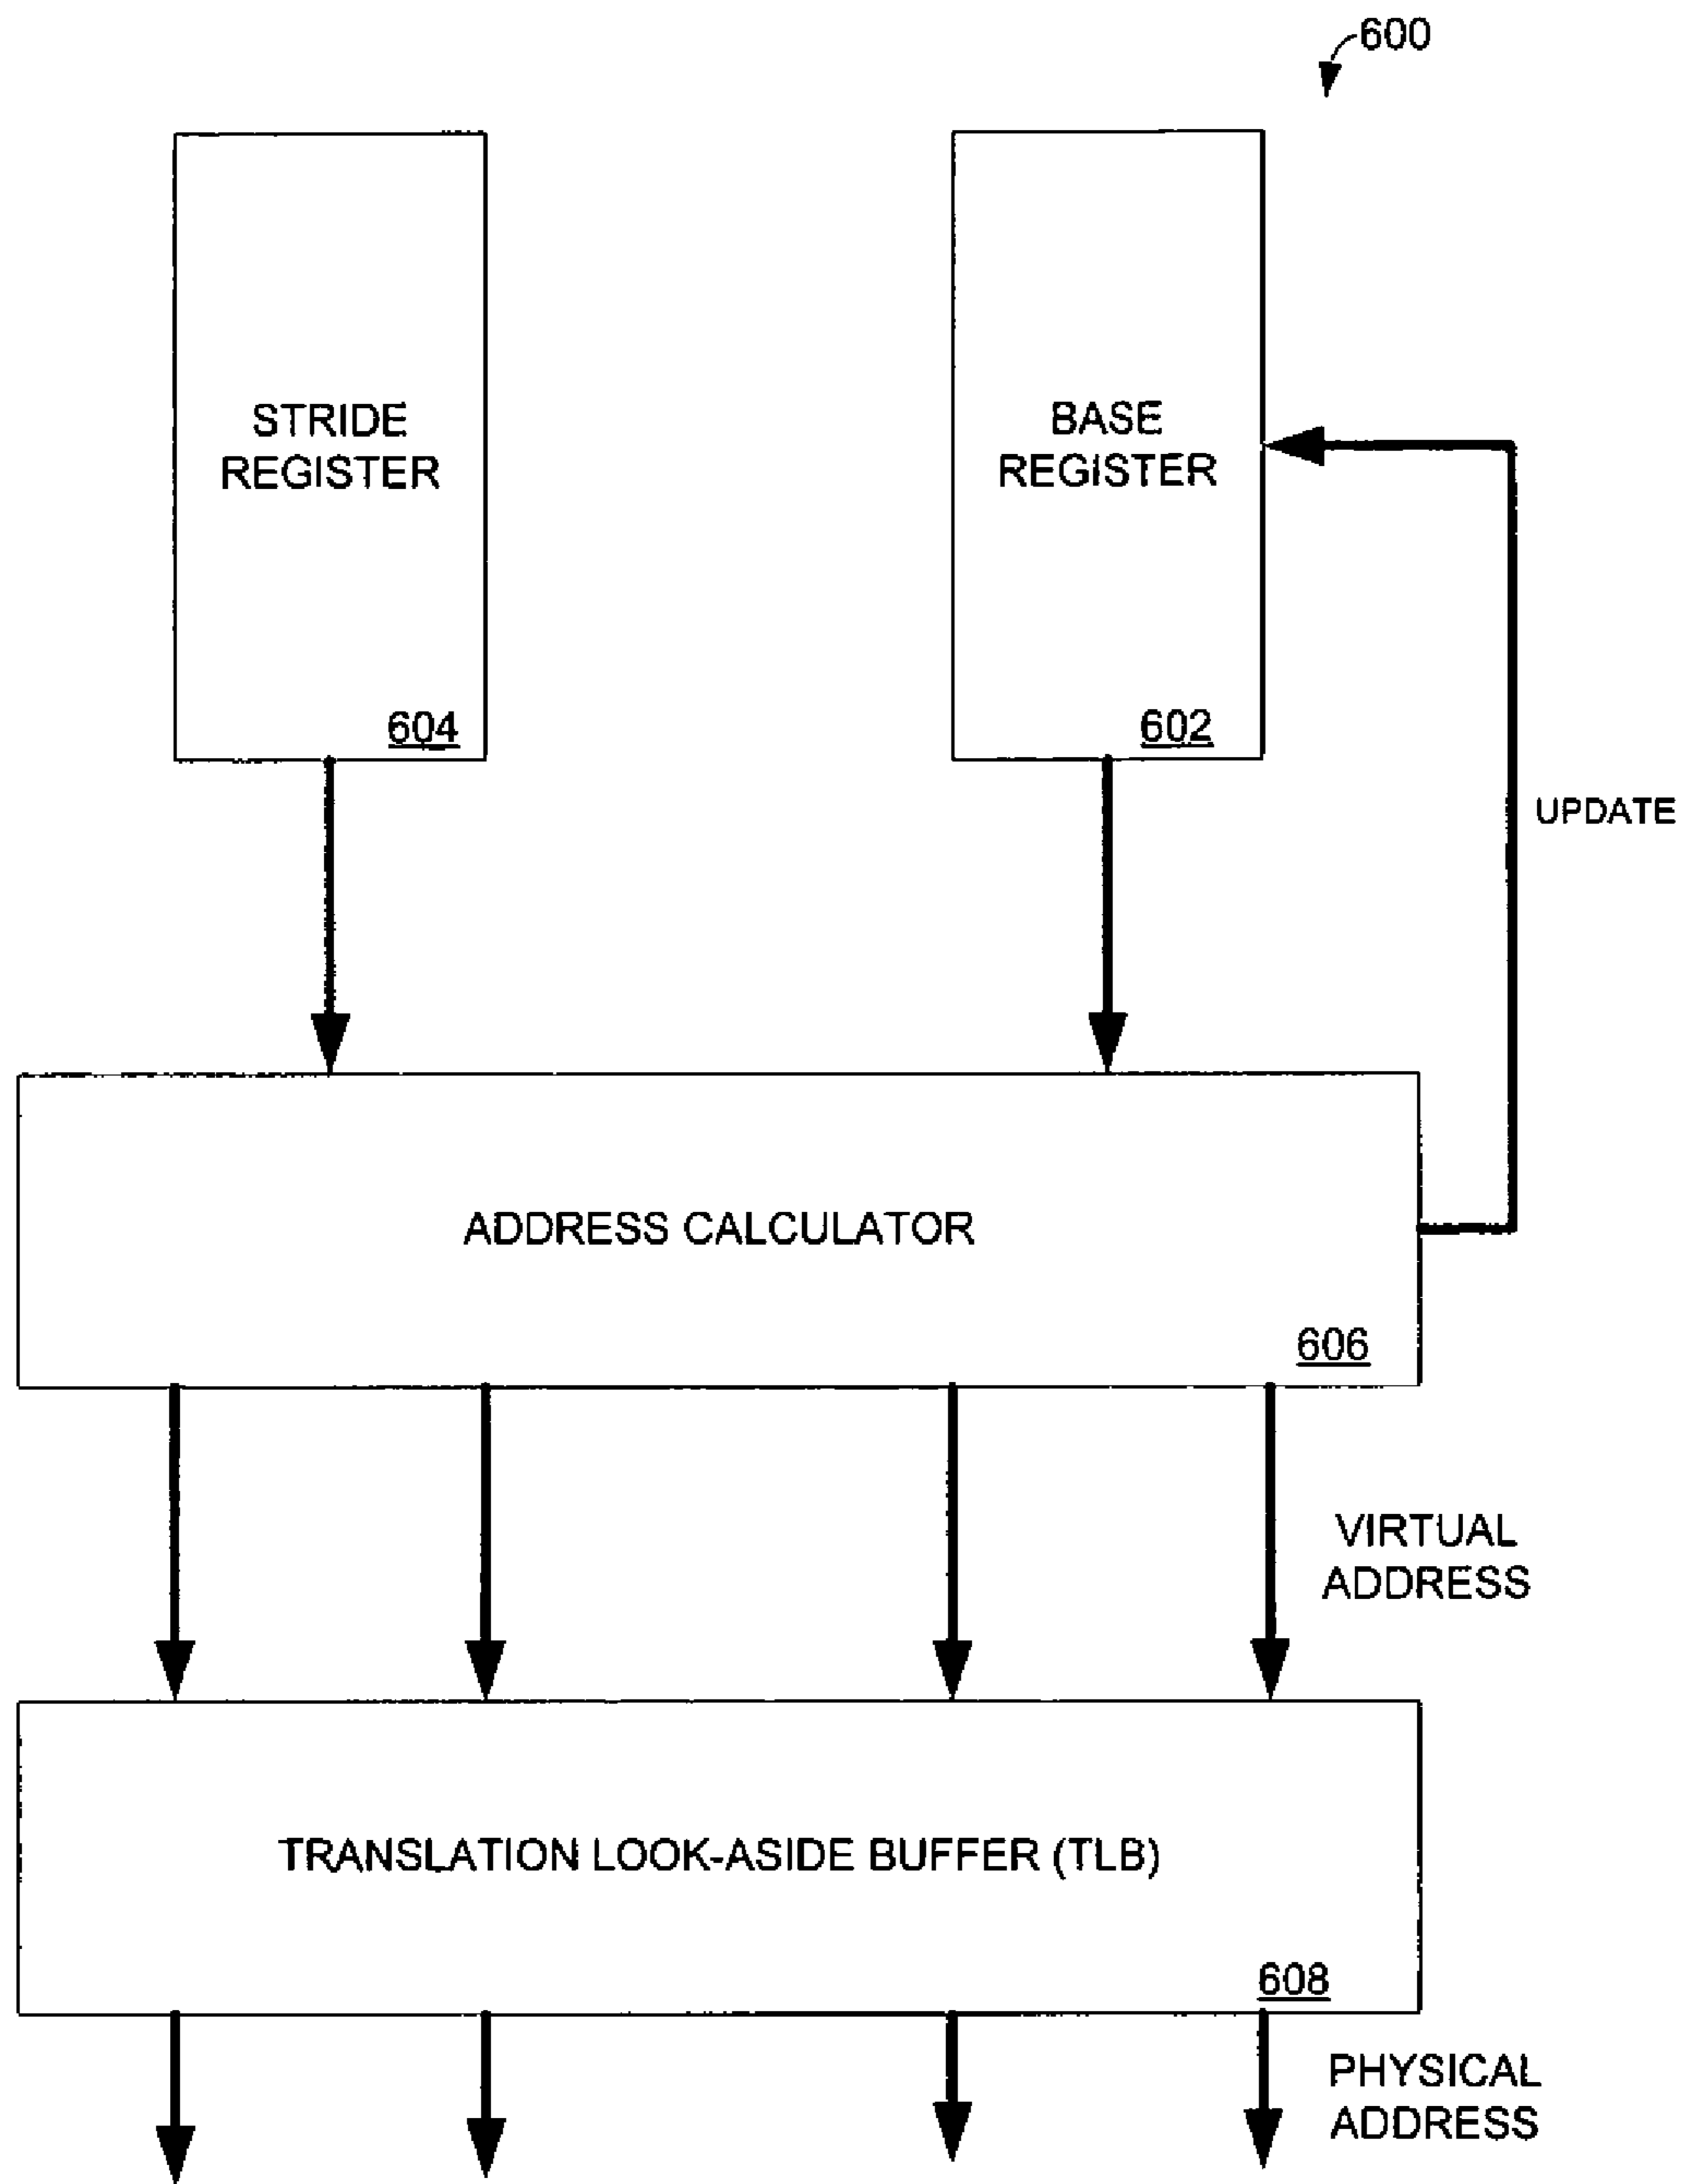 600
STRIDE
REGISTER
604
BASE
REGISTER
602
UPDATE
ADDRESS CALCULATOR
606
VIRTUAL
ADDRESS
TRANSLATION LOOK-ASIDE BUFFER (TLB)
608
PHYSICAL
ADDRESS